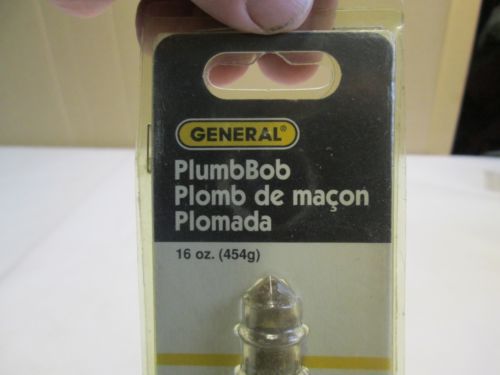 GENERAL®
PlumbBob
Plomb de maçon
Plomada
16 oz. (454g)